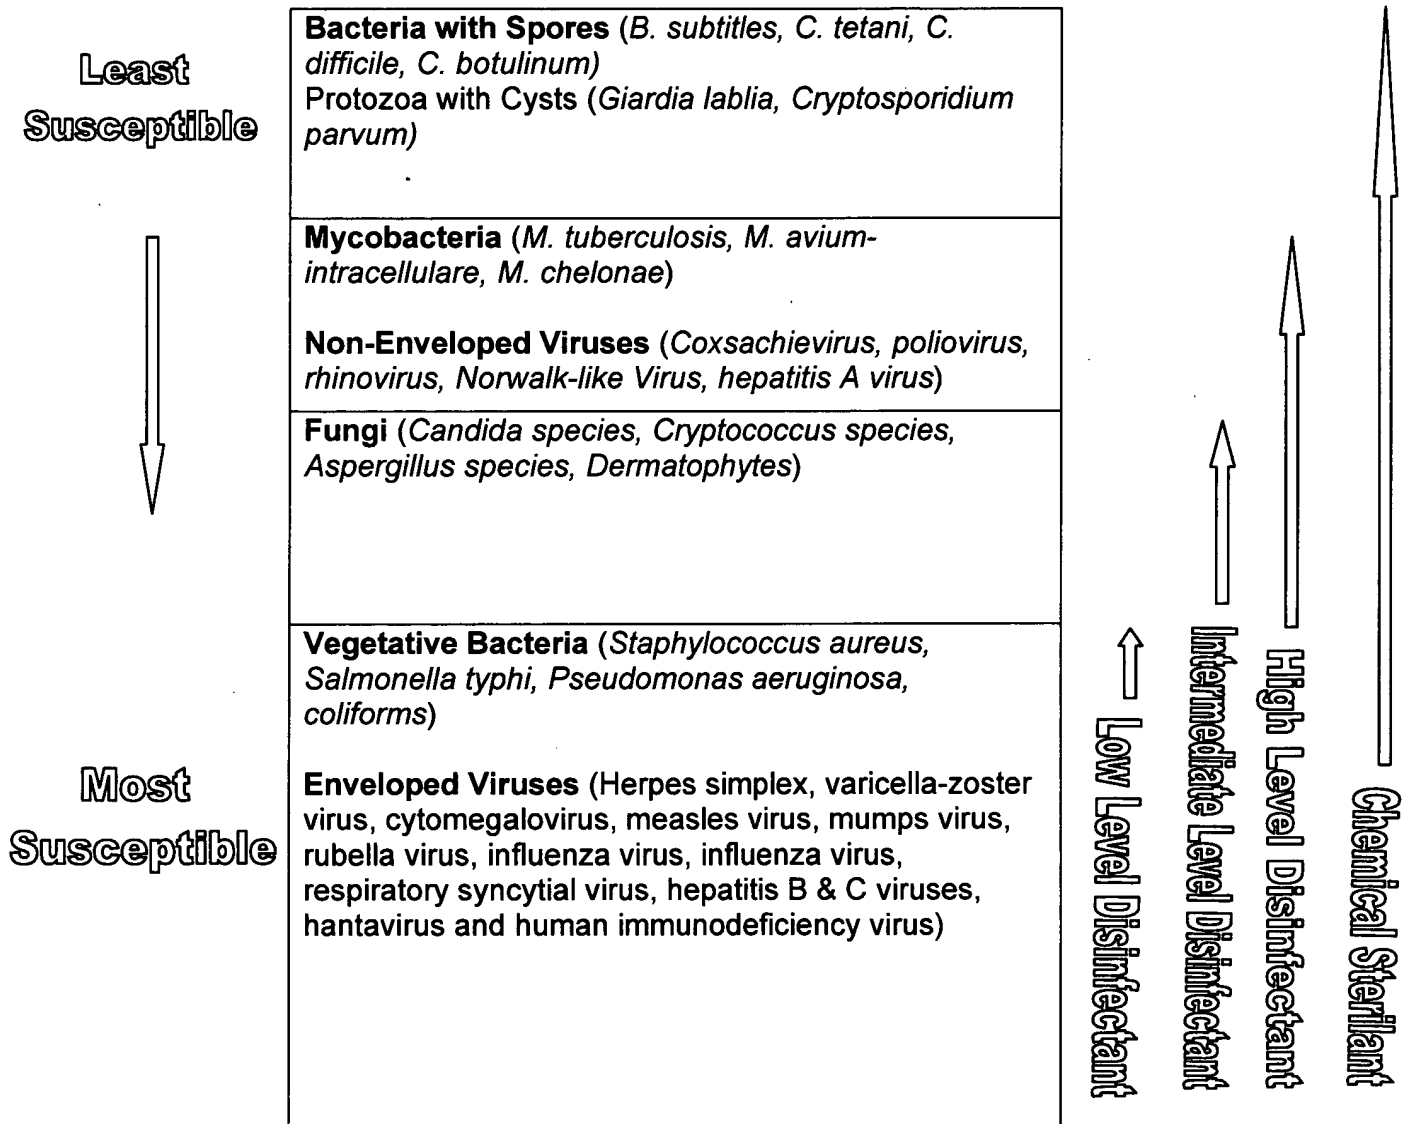 Least
Susceptible
Bacteria with Spores (B. subtitles, C. tetani, C.
difficile, C. botulinum)
Protozoa with Cysts (Giardia lablia, Cryptosporidium
parvum)
Mycobacteria (M. tuberculosis, M. avium-
intracellulare, M. chelonae)
Non-Enveloped Viruses (Coxsachievirus, poliovirus,
rhinovirus, Norwalk-like Virus, hepatitis A virus)
Fungi (Candida species, Cryptococcus species,
Aspergillus species, Dermatophytes)
Vegetative Bacteria (Staphylococcus aureus,
Salmonella typhi, Pseudomonas aeruginosa,
coliforms)
Most
Susceptible
Enveloped Viruses (Herpes simplex, varicella-zoster
virus, cytomegalovirus, measles virus, mumps virus,
rubella virus, influenza virus, influenza virus,
respiratory syncytial virus, hepatitis B & C viruses,
hantavirus and human immunodeficiency virus)
Low Level Disinfectant
Intermediate Level Disinfectant
High Level Disinfectant
Chemical Sterilant